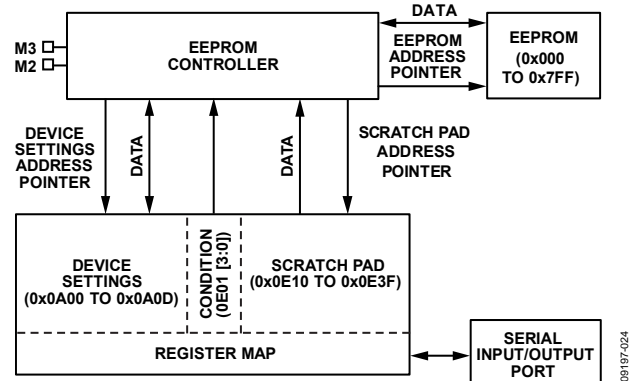 M3
M2
EEPROM
CONTROLLER
DATA
EEPROM
ADDRESS
POINTER
EEPROM
(0x000
TO 0x7FF)
DEVICE
SETTINGS
ADDRESS
POINTER
DATA
DATA
SCRATCH PAD
ADDRESS
POINTER
DEVICE
SETTINGS
(0x0A00 TO 0x0A0D)
CONDITION
(0E01 [3:0])
SCRATCH PAD
(0x0E10 TO 0x0E3F)
REGISTER MAP
SERIAL
INPUT/OUTPUT
PORT
09197-024